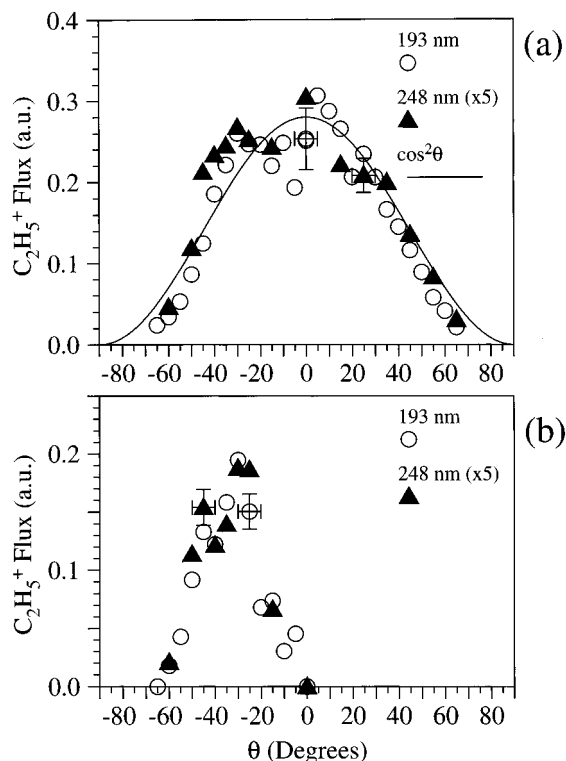 (a)
193 nm
248 nm (x5)
cos²θ
C₂H₅⁺ Flux (a.u.)
0.4
0.3
0.2
0.1
0.0
-80 -60 -40 -20 0 20 40 60 80
(b)
193 nm
248 nm (x5)
C₂H₅⁺ Flux (a.u.)
0.2
0.1
0.0
-80 -60 -40 -20 0 20 40 60 80
θ (Degrees)